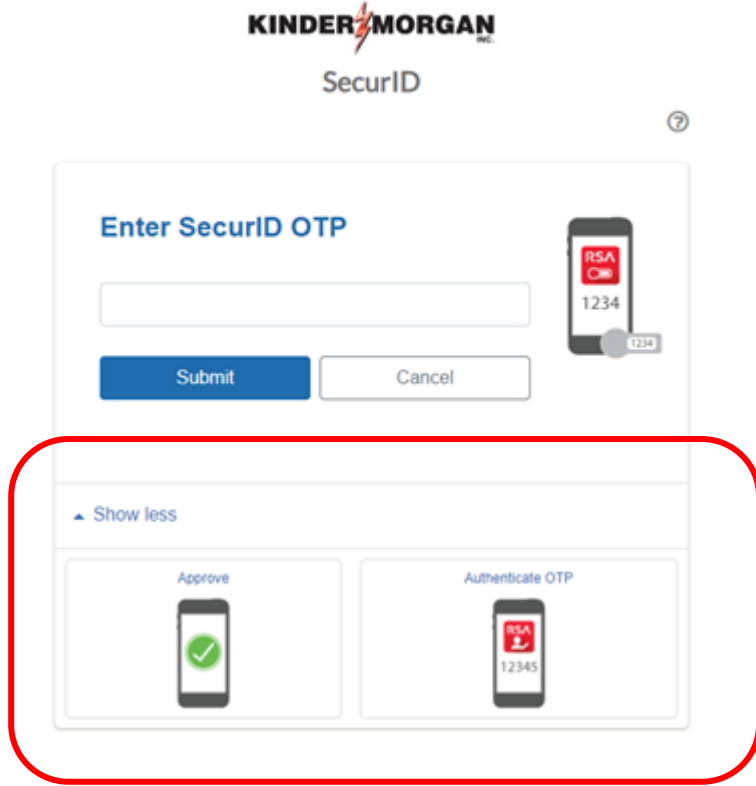 KINDER MORGAN
INC.
SecurID
?
Enter SecurID OTP
RSA
1234
1234
Submit Cancel
Show less
Approve Authenticate OTP
RSA
12345